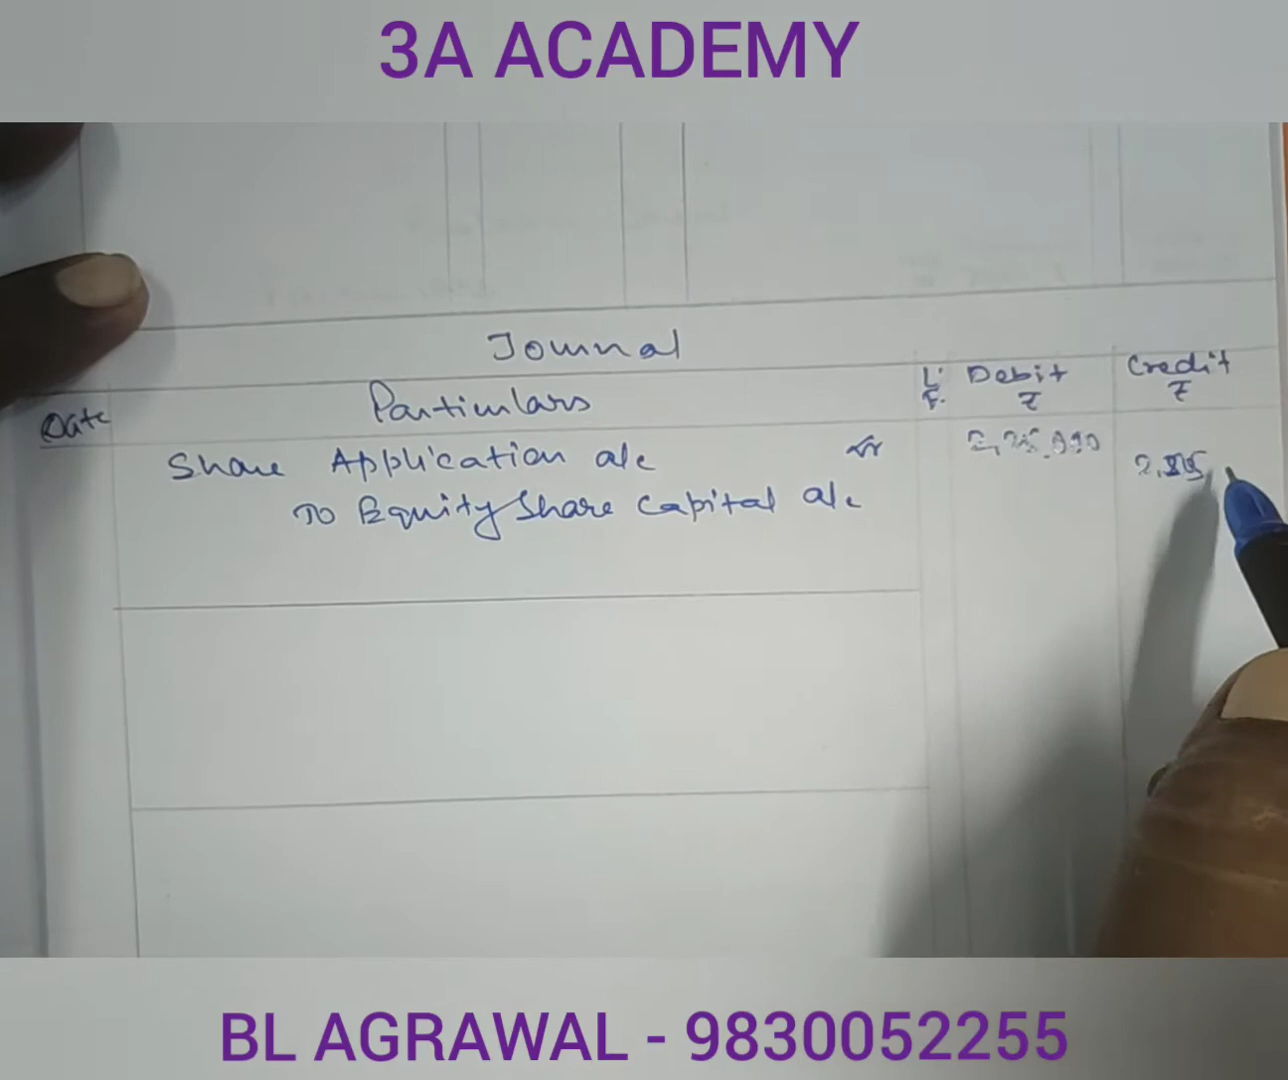 3A ACADEMY
Journal
Date Particulars L.F. Debit ₹ Credit ₹
Share Application a/c Dr
To Equity Share Capital a/c
BL AGRAWAL - 9830052255